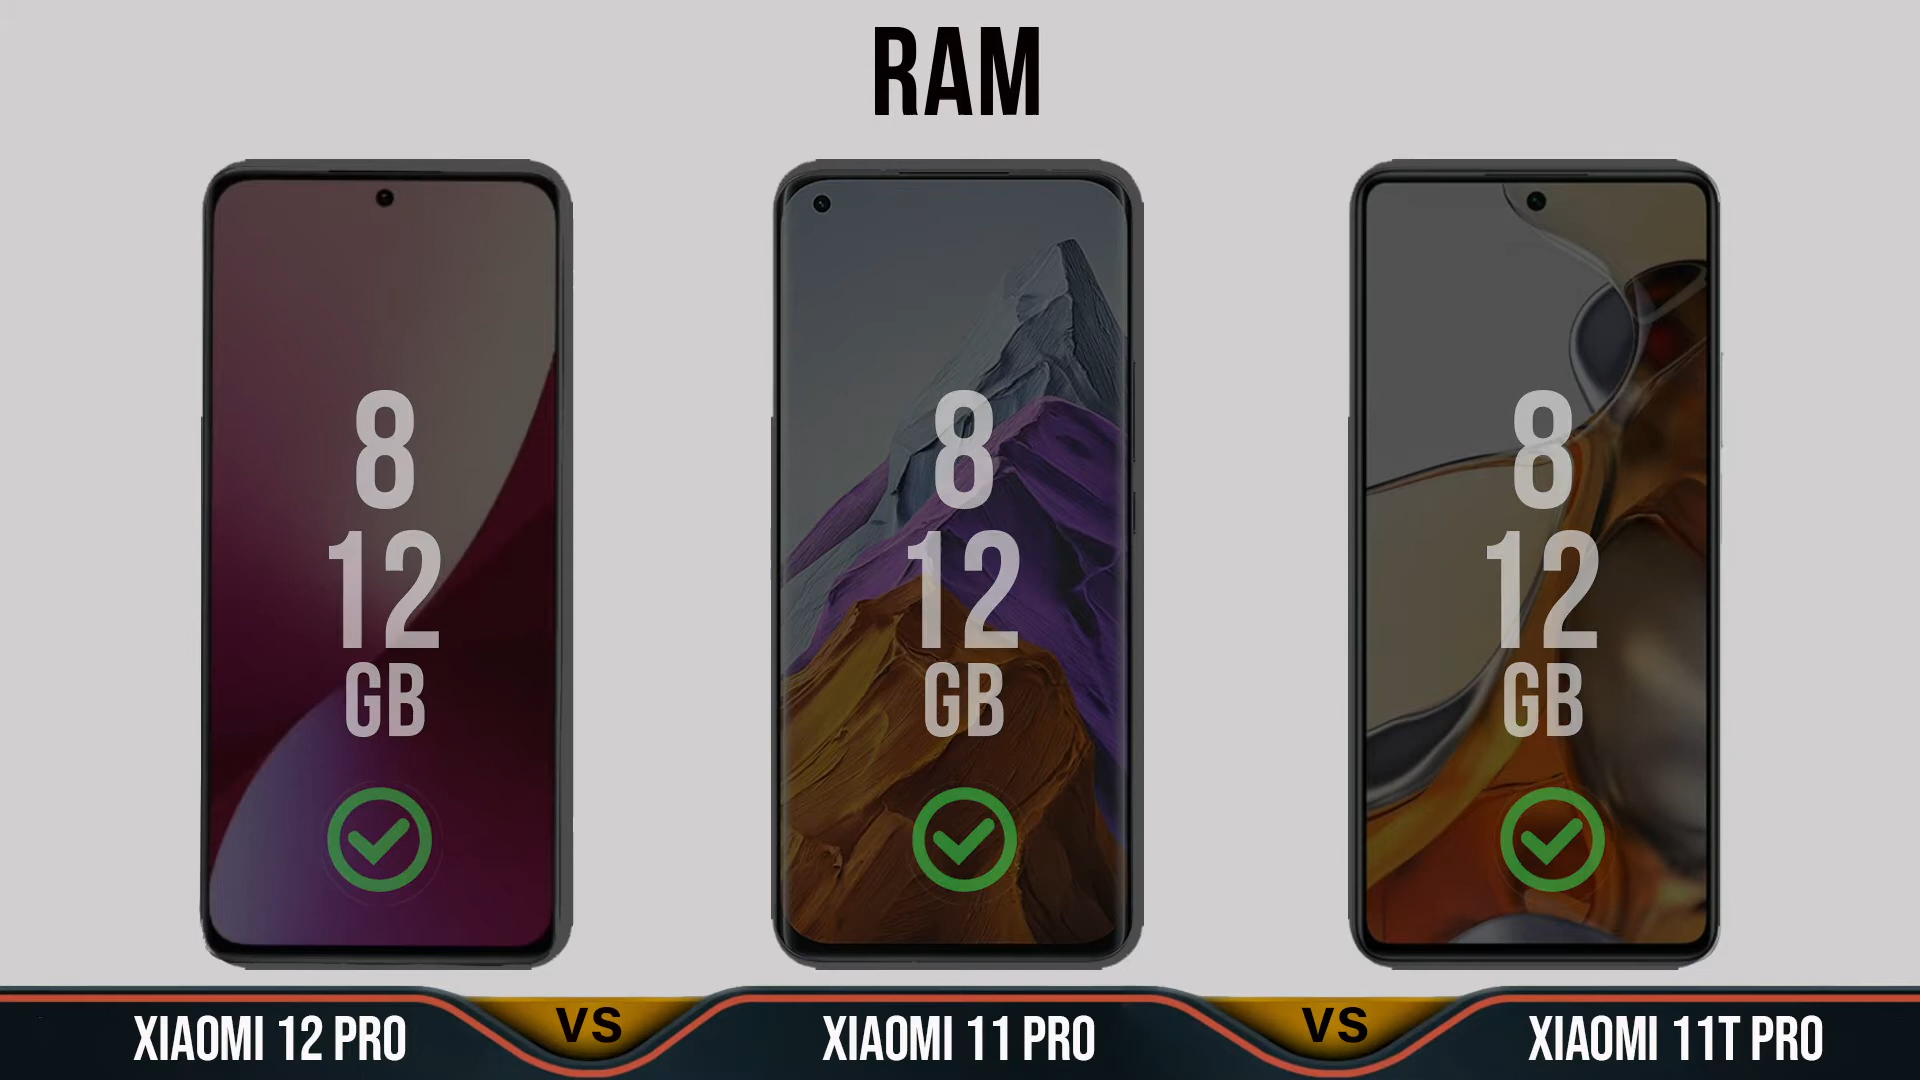 RAM
8
12
GB
8
12
GB
8
12
GB
XIAOMI 12 PRO VS XIAOMI 11 PRO VS XIAOMI 11T PRO